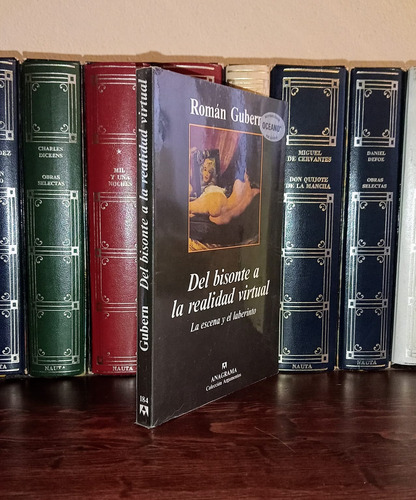 CHARLES
DICKENS
OBRAS
SELECTAS
NAUTA
*
MIL
Y UNA
NOCHES
NAUTA
Gubern Del bisonte a la realidad virtual
184
A
Román Gubern
OCEANO
Del bisonte a
la realidad virtual
La escena y el laberinto
A
ANAGRAMA
Colección Argumentos
MIGUEL
DE CERVANTES
DON QUIJOTE
DE LA MANCHA
NAUTA
DANIEL
DEFOE
OBRAS
SELECTAS
NAUTA